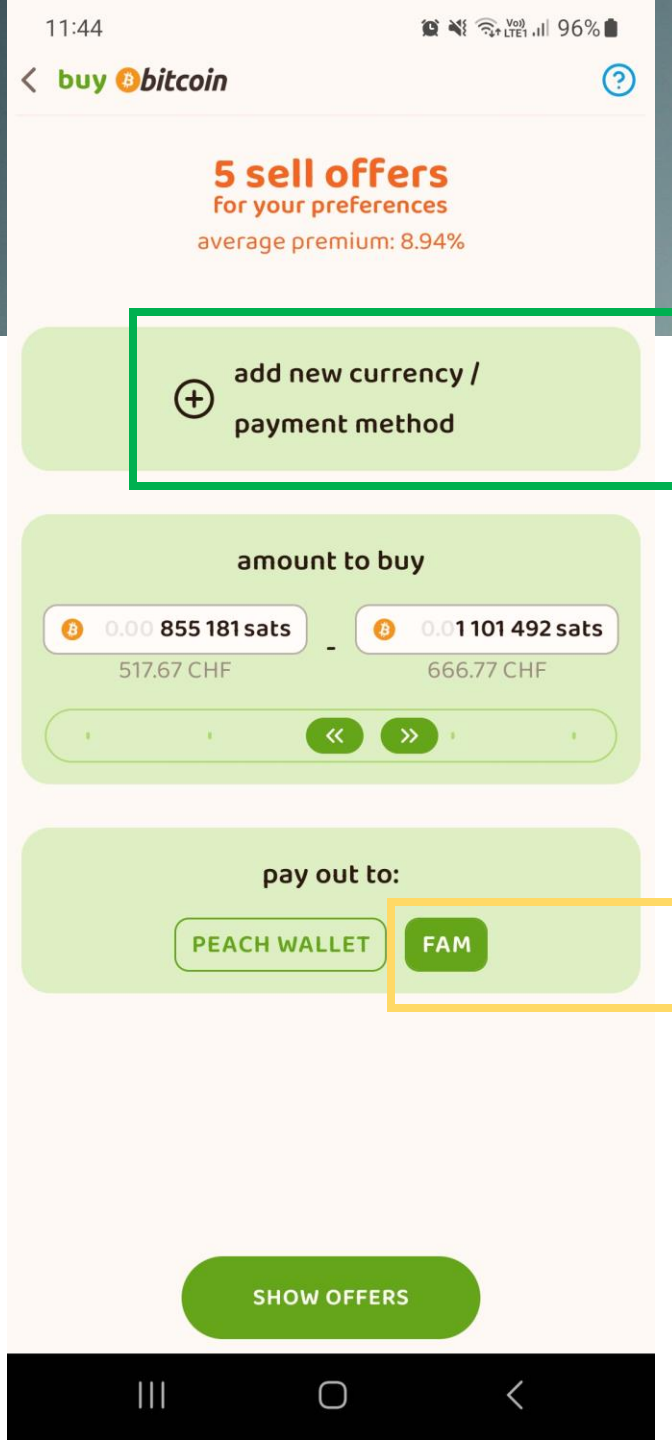 11:44 Vo)) LTE1 96%
buy bitcoin ?
5 sell offers
for your preferences
average premium: 8.94%
add new currency /
payment method
amount to buy
0.00 855 181 sats - 0.01 101 492 sats
517.67 CHF 666.77 CHF
pay out to:
PEACH WALLET FAM
SHOW OFFERS